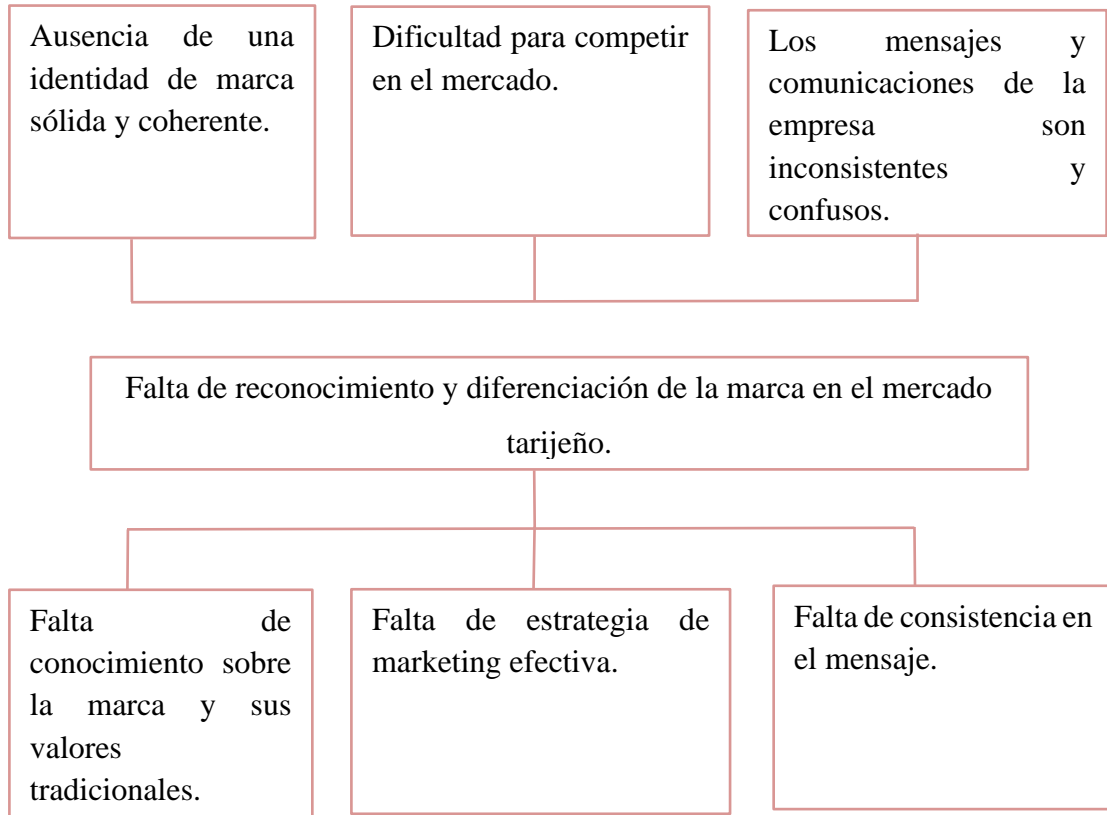 Ausencia de una
identidad de marca
sólida y coherente.
Dificultad para competir
en el mercado.
Los mensajes y
comunicaciones de la
empresa son
inconsistentes y
confusos.
Falta de reconocimiento y diferenciación de la marca en el mercado
tarijeño.
Falta de
conocimiento sobre
la marca y sus
valores
tradicionales.
Falta de estrategia de
marketing efectiva.
Falta de consistencia en
el mensaje.